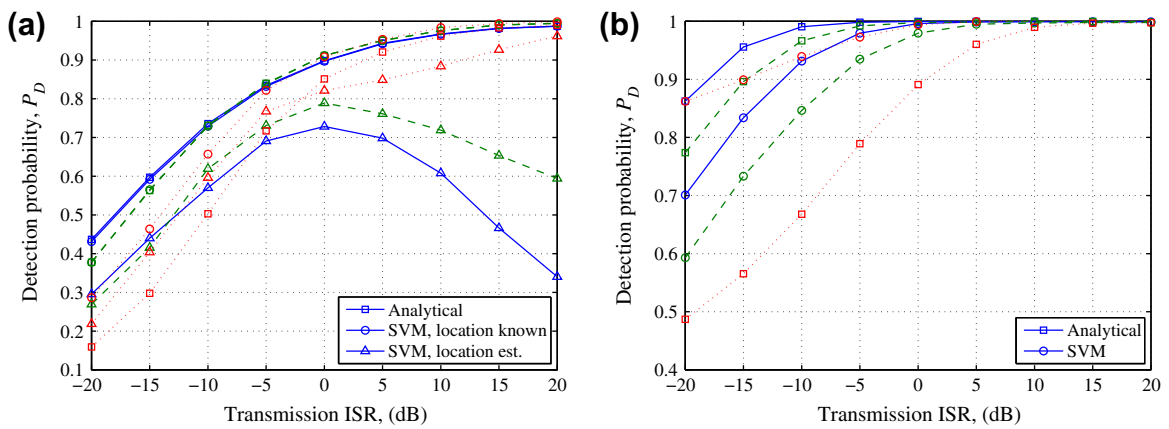 (a)
Detection probability, P_D
1
0.9
0.8
0.7
0.6
0.5
0.4
0.3
0.2
0.1
−20 −15 −10 −5 0 5 10 15 20
Transmission ISR, (dB)
Analytical
SVM, location known
SVM, location est.
(b)
Detection probability, P_D
1
0.9
0.8
0.7
0.6
0.5
0.4
−20 −15 −10 −5 0 5 10 15 20
Transmission ISR, (dB)
Analytical
SVM